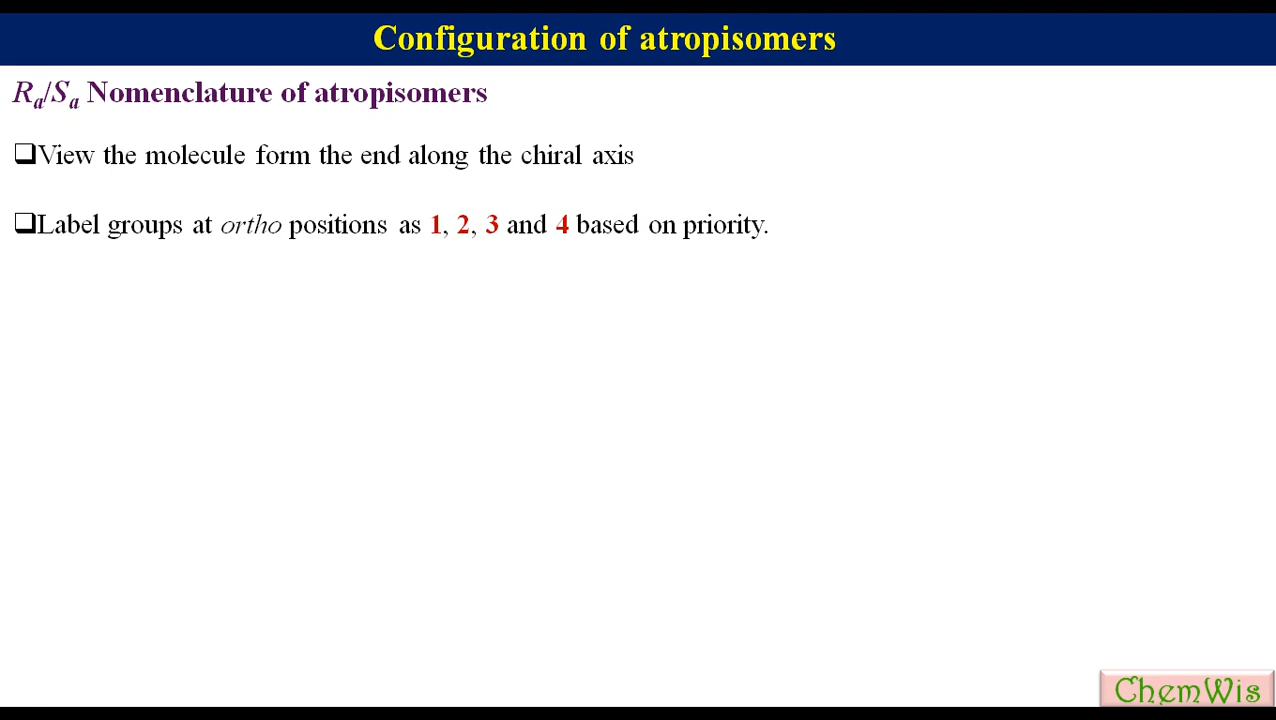 Configuration of atropisomers
Ra/Sa Nomenclature of atropisomers
❑View the molecule form the end along the chiral axis
❑Label groups at ortho positions as 1, 2, 3 and 4 based on priority.
ChemWis